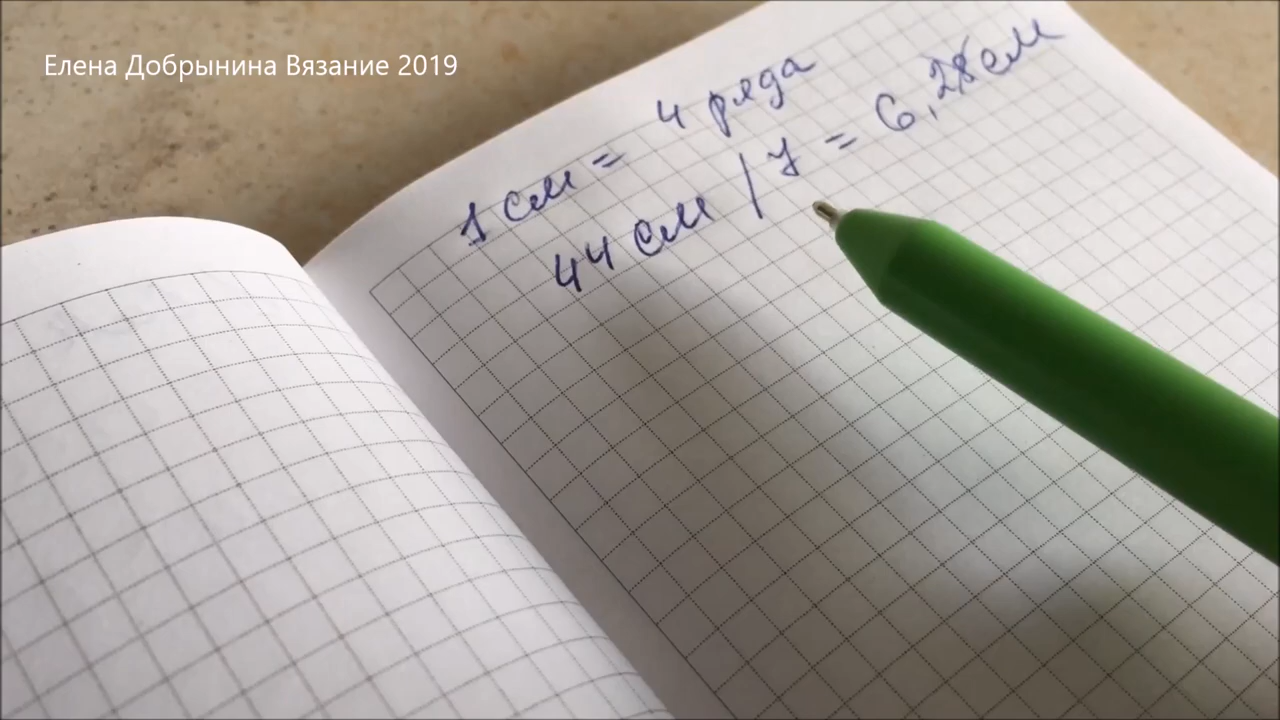 Елена Добрынина Вязание 2019
1 см = 4 ряда
44 см / 7 = 6,28 см